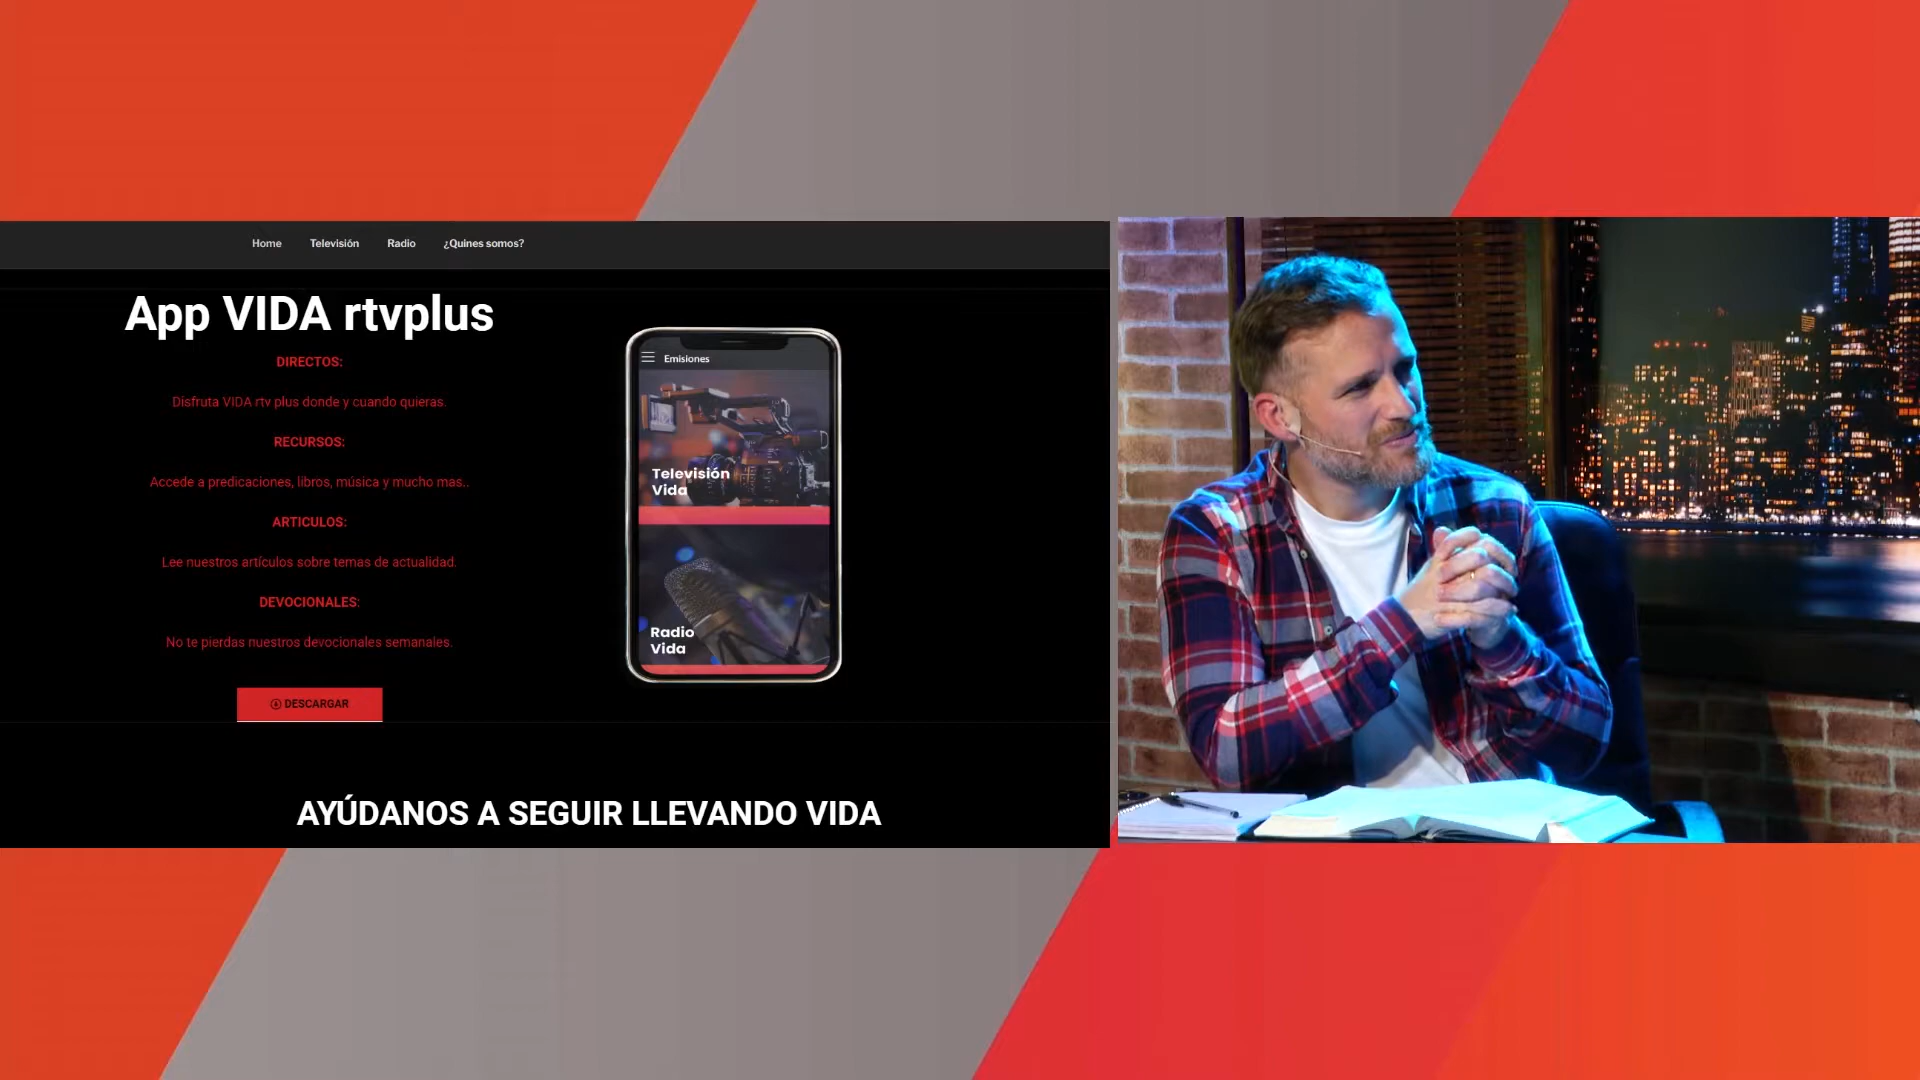 Home Televisión Radio ¿Quines somos?
App VIDA rtvplus
DIRECTOS:
Disfruta VIDA rtv plus donde y cuando quieras.
RECURSOS:
Accede a predicaciones, libros, música y mucho mas..
ARTICULOS:
Lee nuestros artículos sobre temas de actualidad.
DEVOCIONALES:
No te pierdas nuestros devocionales semanales.
DESCARGAR
Emisiones
Televisión
Vida
Radio
Vida
AYÚDANOS A SEGUIR LLEVANDO VIDA